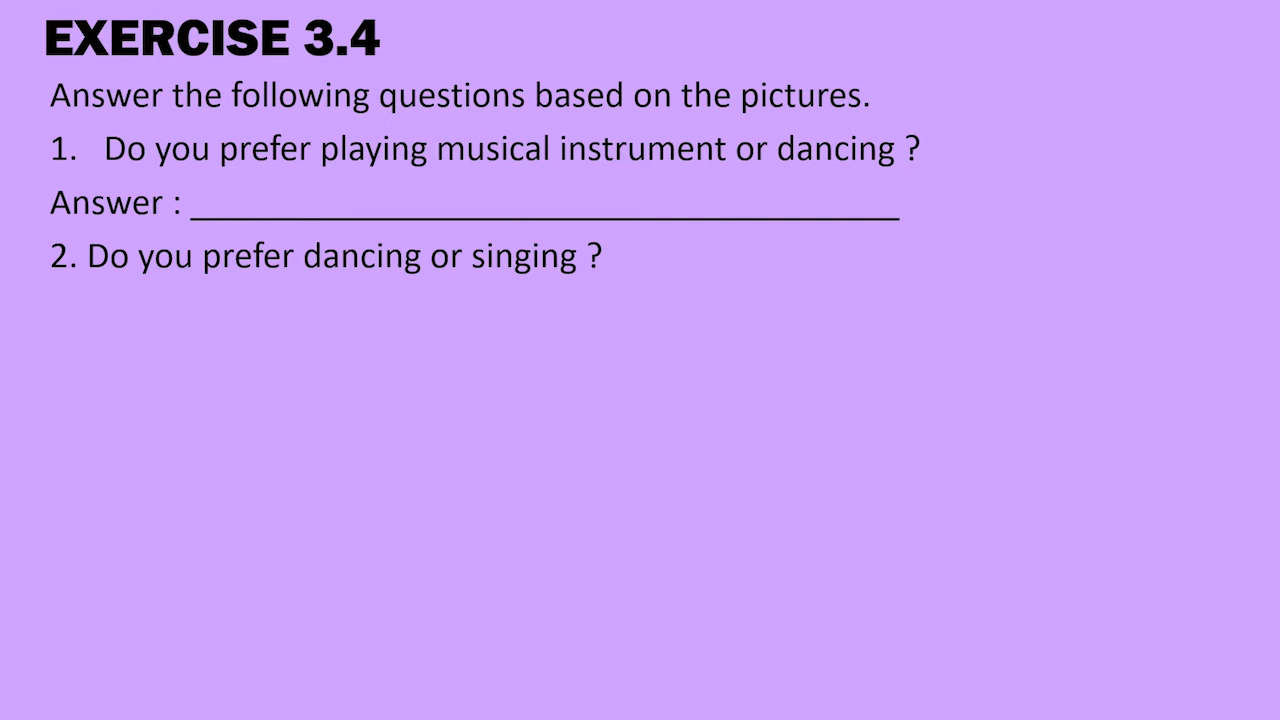 EXERCISE 3.4
Answer the following questions based on the pictures.
1. Do you prefer playing musical instrument or dancing ?
Answer : ______________________________________
2. Do you prefer dancing or singing ?